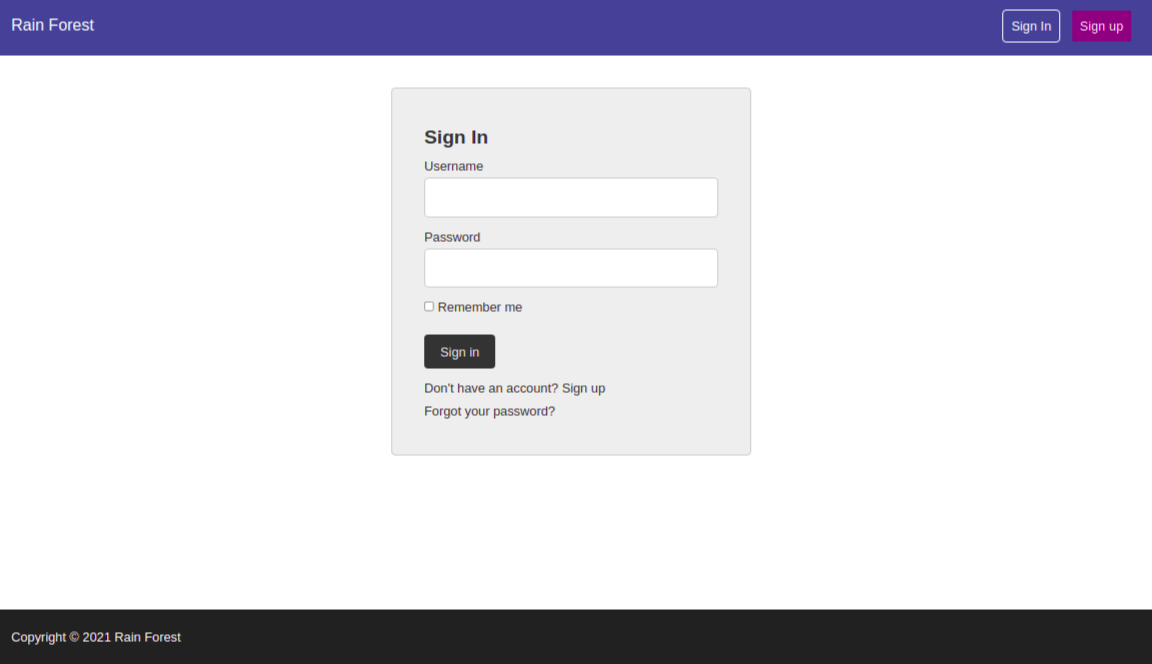 Rain Forest
Sign In
Sign up
Sign In
Username
Password
Remember me
Sign in
Don't have an account? Sign up
Forgot your password?
Copyright © 2021 Rain Forest